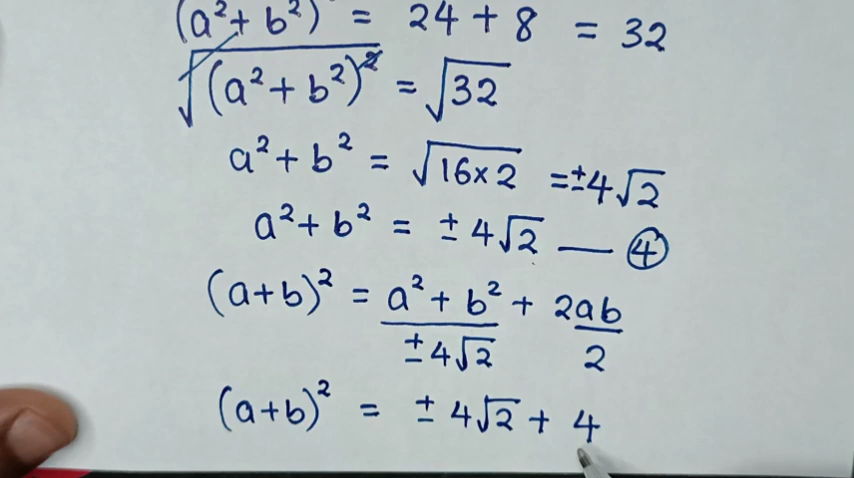 (a²+ b²)² = 24 + 8 = 32
√(a² + b²)² = √32
a² + b² = √16×2 = ±4√2
a² + b² = ± 4√2 — ④
(a+b)² = a² + b² + 2ab
± 4√2 2
(a+b)² = ± 4√2 + 4